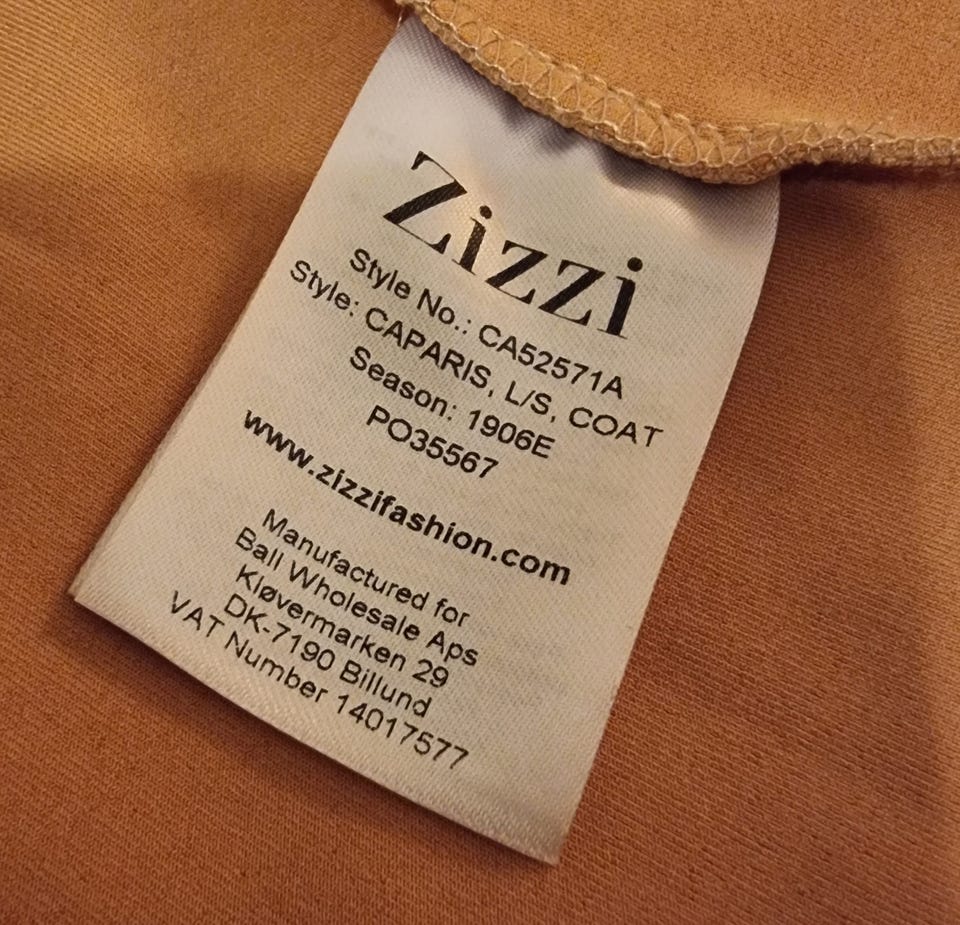 Zizzi
Style No.: CA52571A
Style: CAPARIS, L/S, COAT
Season: 1906E
PO35567
www.zizzifashion.com
Manufactured for
Ball Wholesale Aps
Kløvermarken 29
DK-7190 Billund
VAT Number 14017577